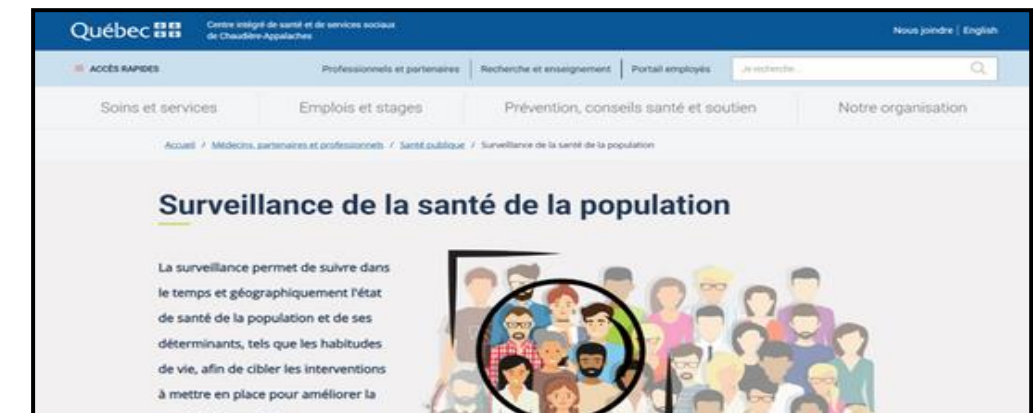 Québec
Centre intégré de santé et de services sociaux
de Chaudière-Appalaches
Nous joindre | English
ACCÈS RAPIDES
Professionnels et partenaires | Recherche et enseignement | Portail employés
Je recherche...
Soins et services
Emplois et stages
Prévention, conseils santé et soutien
Notre organisation
Accueil / Médecins, partenaires et professionnels / Santé publique / Surveillance de la santé de la population
Surveillance de la santé de la population
La surveillance permet de suivre dans
le temps et géographiquement l'état
de santé de la population et de ses
déterminants, tels que les habitudes
de vie, afin de cibler les interventions
à mettre en place pour améliorer la